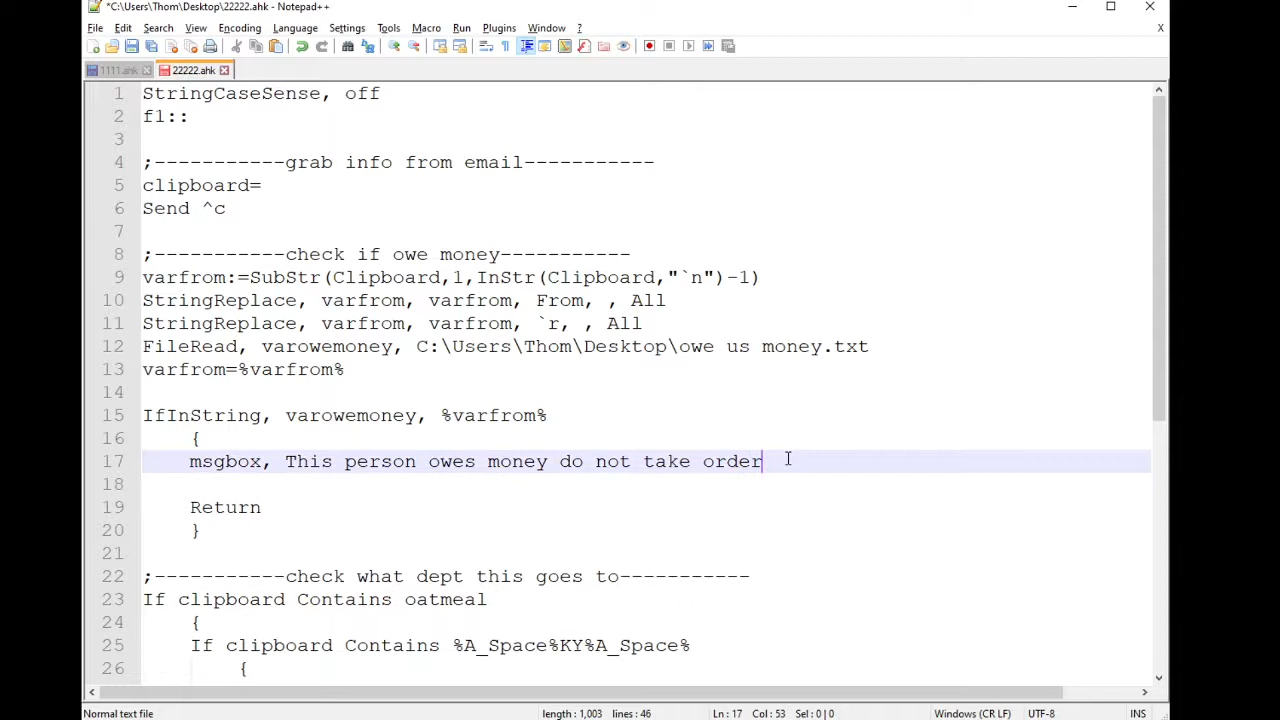 *C:\Users\Thom\Desktop\22222.ahk - Notepad++
File Edit Search View Encoding Language Settings Tools Macro Run Plugins Window ? X
1111.ahk 22222.ahk
1 StringCaseSense, off
2 f1::
3
4 ;-----------grab info from email-----------
5 clipboard=
6 Send ^c
7
8 ;-----------check if owe money-----------
9 varfrom:=SubStr(Clipboard,1,InStr(Clipboard,"`n")-1)
10 StringReplace, varfrom, varfrom, From, , All
11 StringReplace, varfrom, varfrom, `r, , All
12 FileRead, varowemoney, C:\Users\Thom\Desktop\owe us money.txt
13 varfrom=%varfrom%
14
15 IfInString, varowemoney, %varfrom%
16 {
17 msgbox, This person owes money do not take order
18
19 Return
20 }
21
22 ;-----------check what dept this goes to-----------
23 If clipboard Contains oatmeal
24 {
25 If clipboard Contains %A_Space%KY%A_Space%
26 {
Normal text file length : 1,003 lines : 46 Ln : 17 Col : 53 Sel : 0 | 0 Windows (CR LF) UTF-8 INS